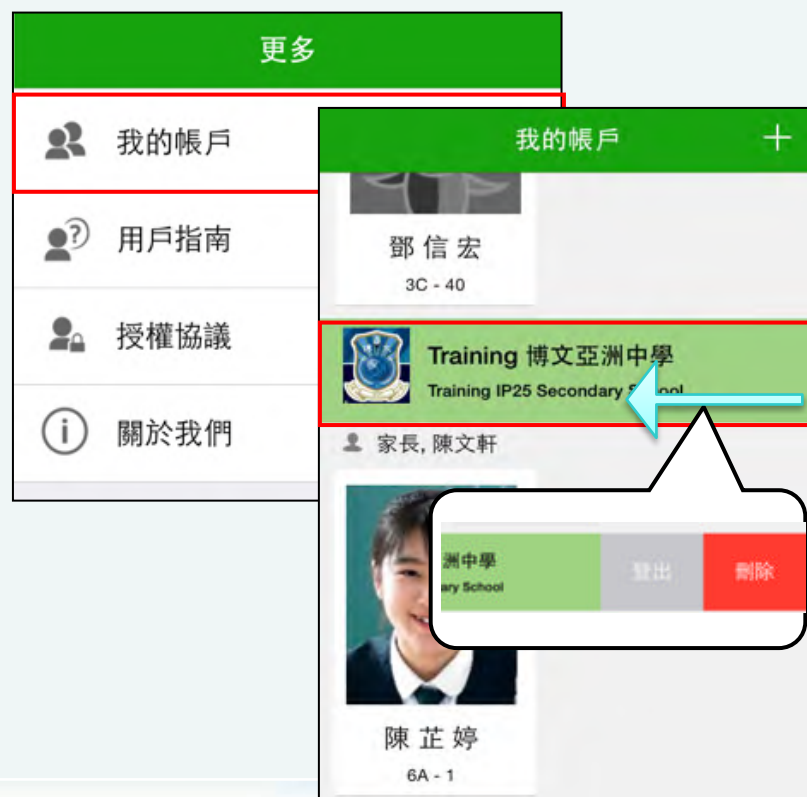 更多
我的帳戶
用戶指南
授權協議
關於我們
我的帳戶 +
鄧信宏
3C - 40
Training 博文亞洲中學
Training IP25 Secondary School
家長, 陳文軒
洲中學
ary School
登出
刪除
陳芷婷
6A - 1